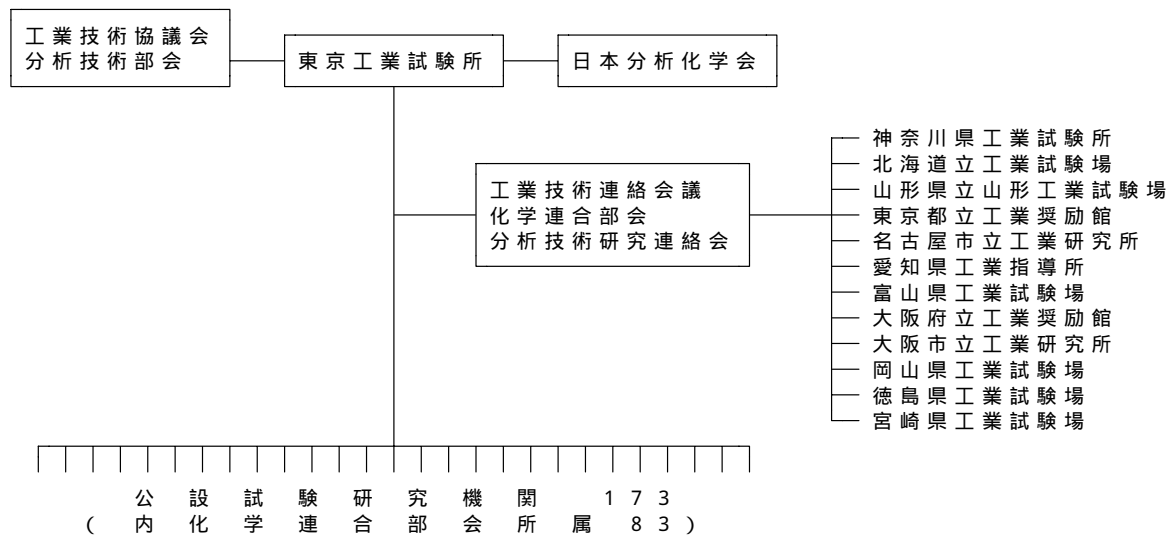 工業技術協議会
分析技術部会
東京工業試験所
日本分析化学会
工業技術連絡会議
化学連合部会
分析技術研究連絡会
神奈川県工業試験所
北海道立工業試験場
山形県立山形工業試験場
東京都立工業奨励館
名古屋市立工業研究所
愛知県工業指導所
富山県工業試験場
大阪府立工業奨励館
大阪市立工業研究所
岡山県工業試験場
徳島県工業試験場
宮崎県工業試験場
公設試験研究機関 173
(内化学連合部会所属 83)